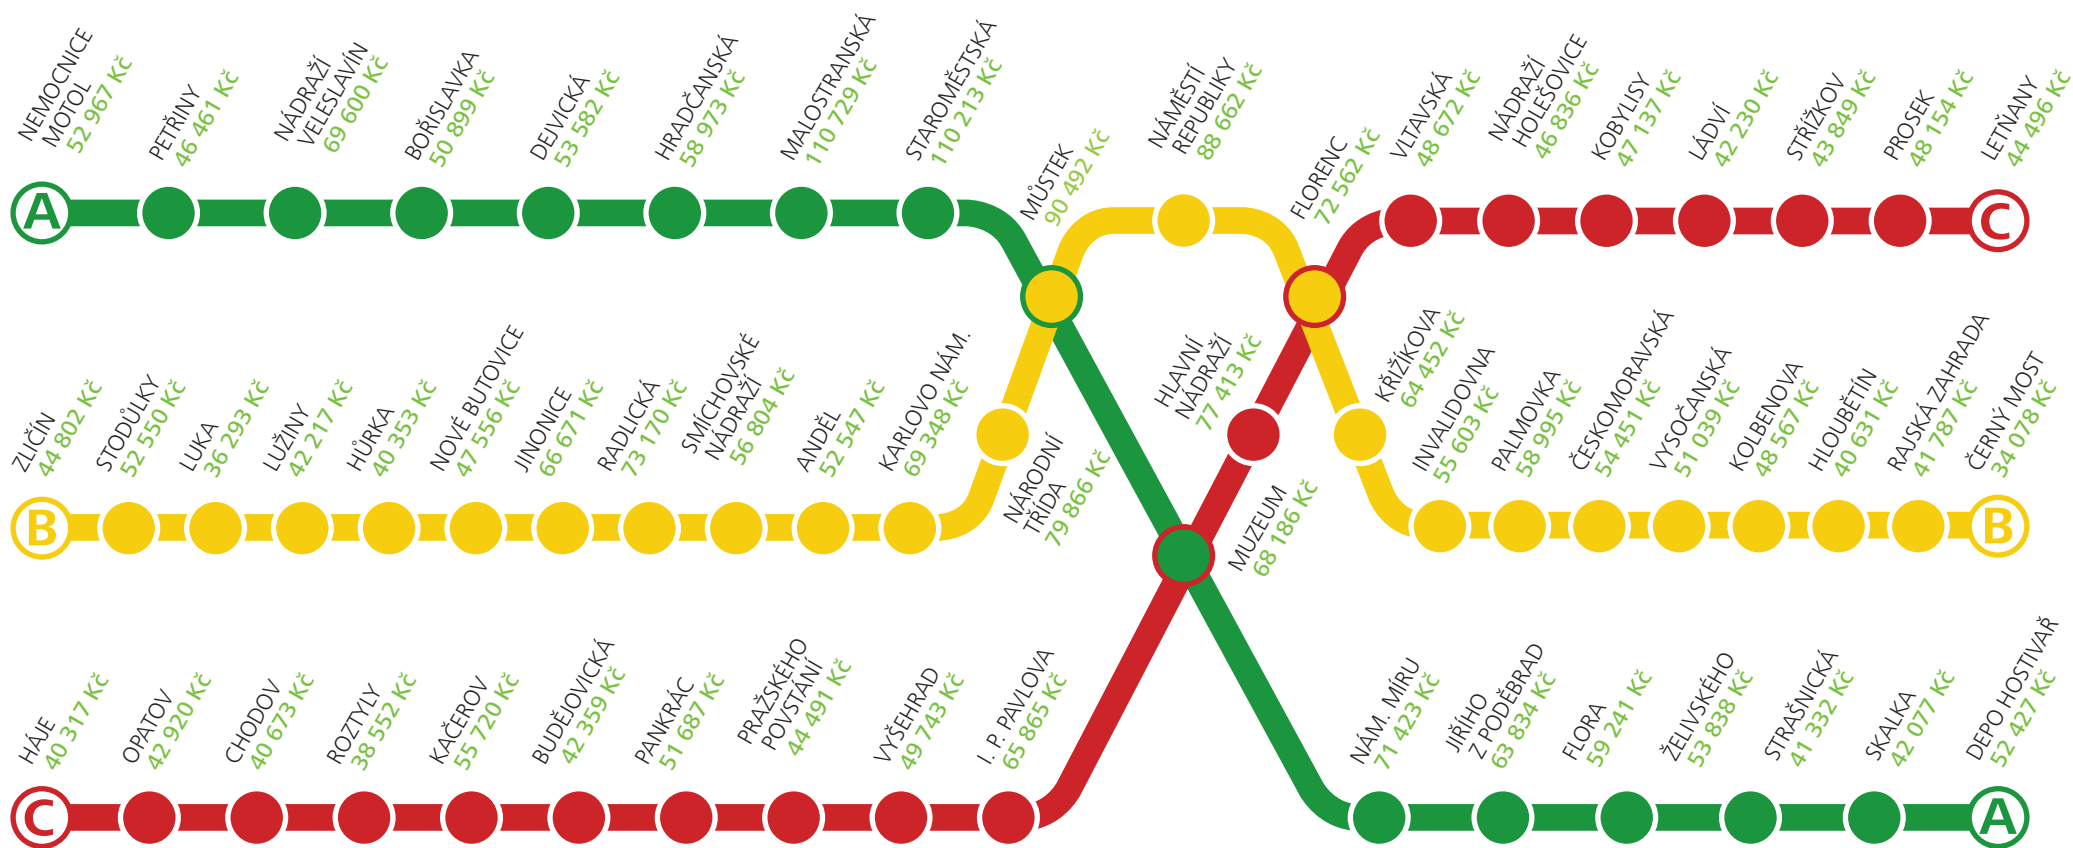 NEMOCNICE
MOTOL
52 967 Kč
PETŘINY
46 461 Kč
NÁDRAŽÍ
VELESLAVÍN
69 600 Kč
BOŘISLAVKA
50 899 Kč
DEJVICKÁ
53 582 Kč
HRADČANSKÁ
58 973 Kč
MALOSTRANSKÁ
110 729 Kč
STAROMĚSTSKÁ
110 213 Kč
MŮSTEK
90 492 Kč
NÁMĚSTÍ
REPUBLIKY
88 662 Kč
FLORENC
72 562 Kč
VLTAVSKÁ
48 672 Kč
NÁDRAŽÍ
HOLEŠOVICE
46 836 Kč
KOBYLISY
47 137 Kč
LÁDVÍ
42 230 Kč
STŘÍŽKOV
43 849 Kč
PROSEK
48 154 Kč
LETŇANY
44 496 Kč
A
C
ZLIČÍN
44 802 Kč
STODŮLKY
52 550 Kč
LUKA
36 293 Kč
LUŽINY
42 217 Kč
HŮRKA
40 353 Kč
NOVÉ BUTOVICE
47 556 Kč
JINONICE
66 671 Kč
RADLICKÁ
73 170 Kč
SMÍCHOVSKÉ
NÁDRAŽÍ
56 804 Kč
ANDĚL
52 547 Kč
KARLOVO NÁM.
69 348 Kč
NÁRODNÍ
TŘÍDA
79 866 Kč
HLAVNÍ
NÁDRAŽÍ
77 413 Kč
MUZEUM
68 186 Kč
KŘIŽÍKOVA
64 452 Kč
INVALIDOVNA
55 603 Kč
PALMOVKA
58 995 Kč
ČESKOMORAVSKÁ
54 451 Kč
VYSOČANSKÁ
51 039 Kč
KOLBENOVA
48 567 Kč
HLOUBĚTÍN
40 631 Kč
RAJSKÁ ZAHRADA
41 787 Kč
ČERNÝ MOST
34 078 Kč
B
B
HÁJE
40 317 Kč
OPATOV
42 920 Kč
CHODOV
40 673 Kč
ROZTYLY
38 552 Kč
KAČEROV
55 720 Kč
BUDĚJOVICKÁ
42 359 Kč
PANKRÁC
51 687 Kč
PRAŽSKÉHO
POVSTÁNÍ
44 491 Kč
VYŠEHRAD
49 743 Kč
I. P. PAVLOVA
65 865 Kč
NÁM. MÍRU
71 423 Kč
JIŘÍHO
Z PODĚBRAD
63 834 Kč
FLORA
59 241 Kč
ŽELIVSKÉHO
53 838 Kč
STRAŠNICKÁ
41 332 Kč
SKALKA
42 077 Kč
DEPO HOSTIVAŘ
52 427 Kč
C
A